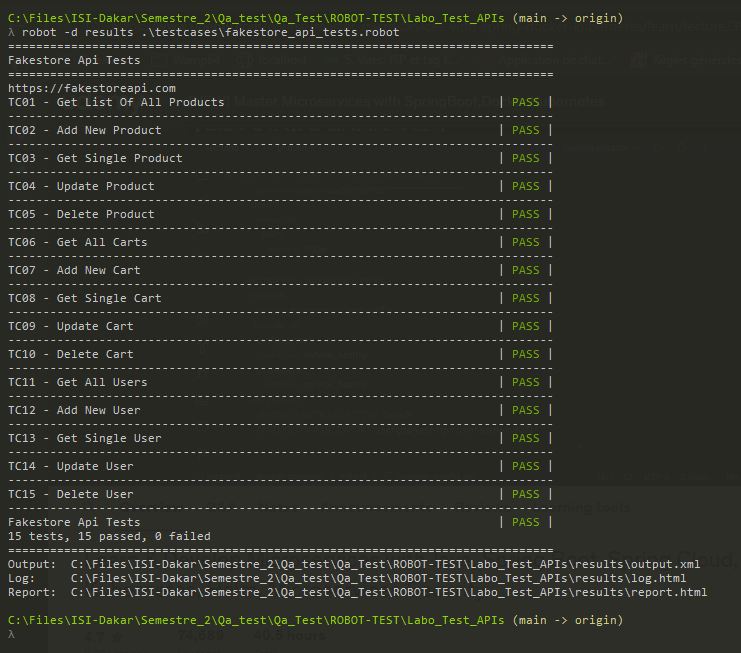 C:\Files\ISI-Dakar\Semestre_2\Qa_test\Qa_Test\ROBOT-TEST\Labo_Test_APIs (main -> origin)
λ robot -d results .\testcases\fakestore_api_tests.robot
==============================================================================
Fakestore Api Tests
==============================================================================
https://fakestoreapi.com
TC01 - Get List Of All Products | PASS |
------------------------------------------------------------------------------
TC02 - Add New Product | PASS |
------------------------------------------------------------------------------
TC03 - Get Single Product | PASS |
------------------------------------------------------------------------------
TC04 - Update Product | PASS |
------------------------------------------------------------------------------
TC05 - Delete Product | PASS |
------------------------------------------------------------------------------
TC06 - Get All Carts | PASS |
------------------------------------------------------------------------------
TC07 - Add New Cart | PASS |
------------------------------------------------------------------------------
TC08 - Get Single Cart | PASS |
------------------------------------------------------------------------------
TC09 - Update Cart | PASS |
------------------------------------------------------------------------------
TC10 - Delete Cart | PASS |
------------------------------------------------------------------------------
TC11 - Get All Users | PASS |
------------------------------------------------------------------------------
TC12 - Add New User | PASS |
------------------------------------------------------------------------------
TC13 - Get Single User | PASS |
------------------------------------------------------------------------------
TC14 - Update User | PASS |
------------------------------------------------------------------------------
TC15 - Delete User | PASS |
------------------------------------------------------------------------------
Fakestore Api Tests | PASS |
15 tests, 15 passed, 0 failed
==============================================================================
Output:  C:\Files\ISI-Dakar\Semestre_2\Qa_test\Qa_Test\ROBOT-TEST\Labo_Test_APIs\results\output.xml
Log:     C:\Files\ISI-Dakar\Semestre_2\Qa_test\Qa_Test\ROBOT-TEST\Labo_Test_APIs\results\log.html
Report:  C:\Files\ISI-Dakar\Semestre_2\Qa_test\Qa_Test\ROBOT-TEST\Labo_Test_APIs\results\report.html
C:\Files\ISI-Dakar\Semestre_2\Qa_test\Qa_Test\ROBOT-TEST\Labo_Test_APIs (main -> origin)
λ